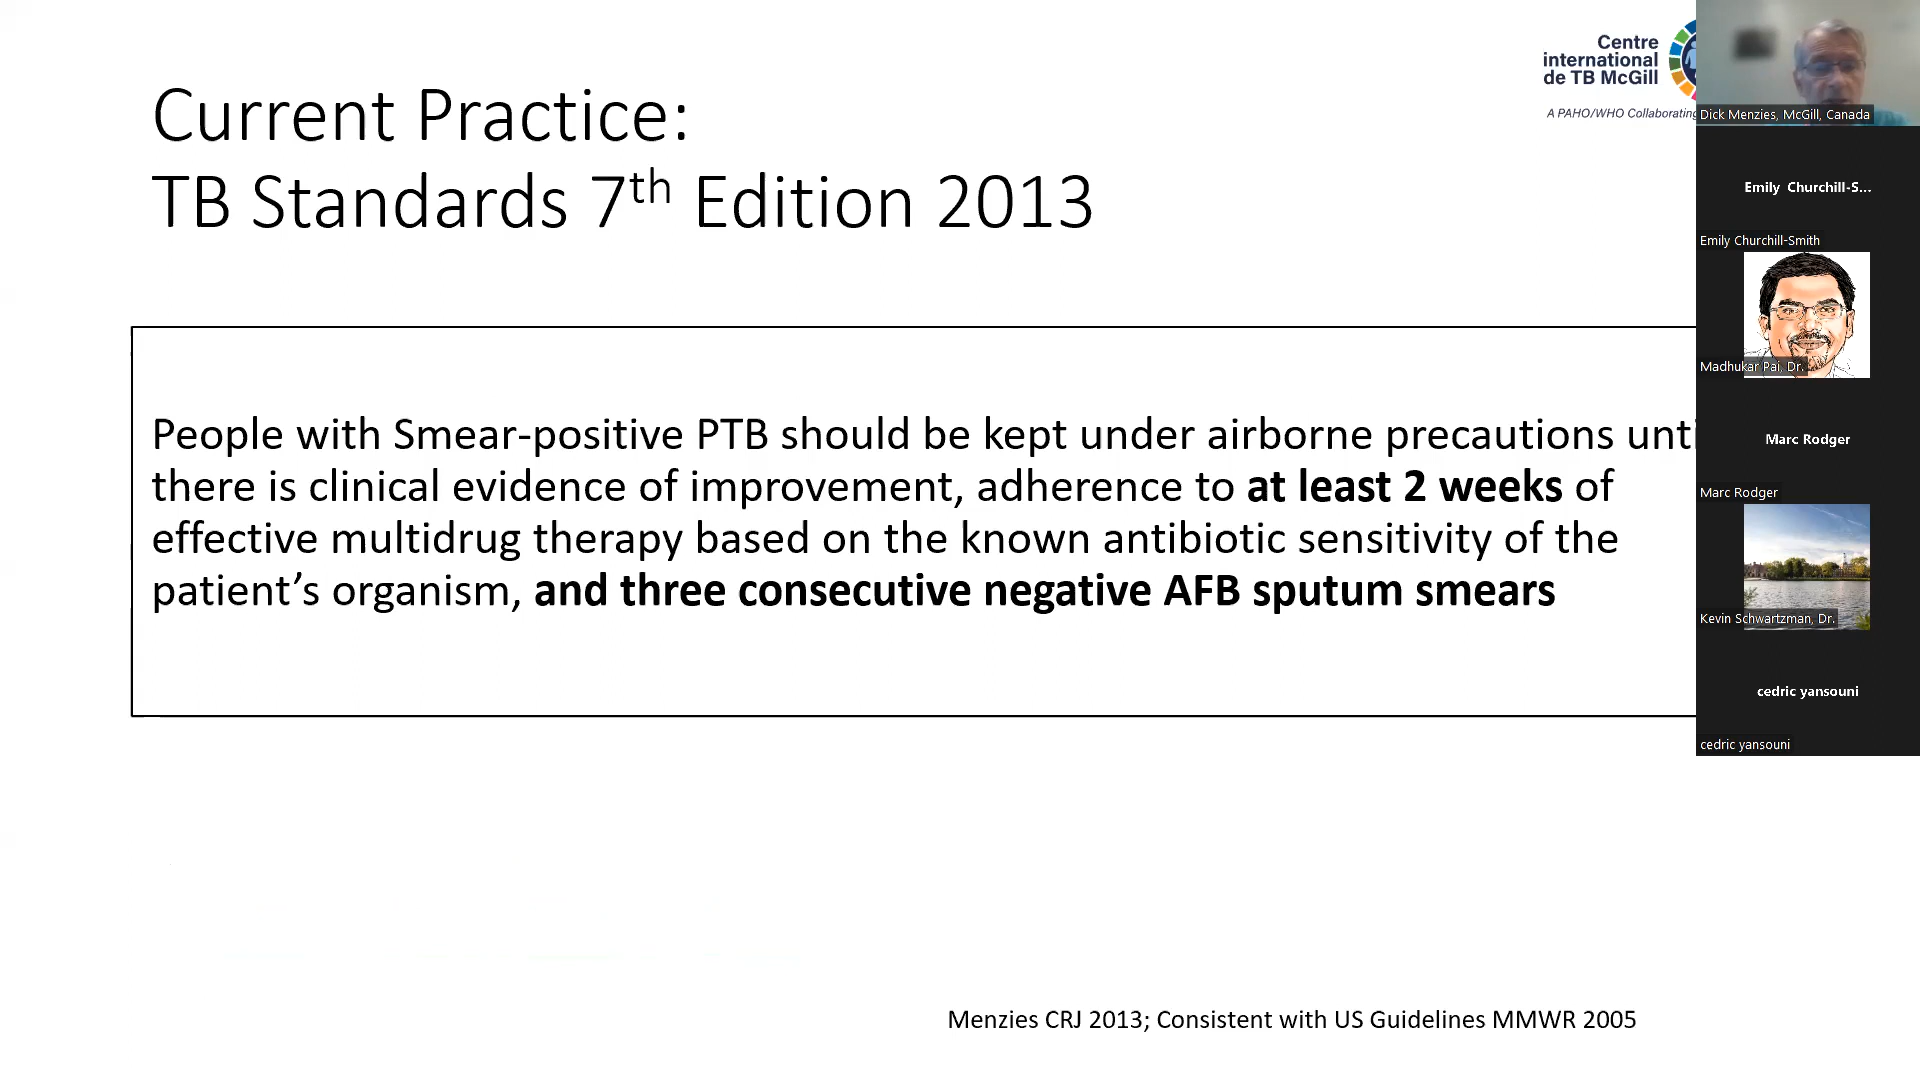 Current Practice:
TB Standards 7th Edition 2013
Centre
international
de TB McGill
A PAHO/WHO Collaborating
People with Smear-positive PTB should be kept under airborne precautions unti
there is clinical evidence of improvement, adherence to at least 2 weeks of
effective multidrug therapy based on the known antibiotic sensitivity of the
patient’s organism, and three consecutive negative AFB sputum smears
Menzies CRJ 2013; Consistent with US Guidelines MMWR 2005
Dick Menzies, McGill, Canada
Emily Churchill-S...
Emily Churchill-Smith
Madhukar Pai, Dr.
Marc Rodger
Marc Rodger
Kevin Schwartzman, Dr.
cedric yansouni
cedric yansouni